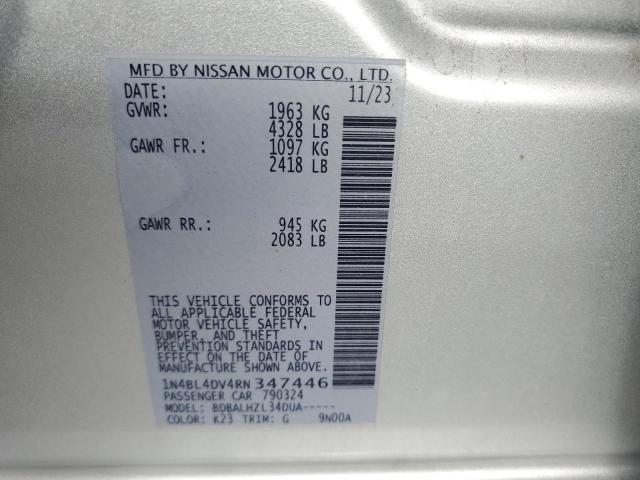 MFD BY NISSAN MOTOR CO., LTD.
DATE: 11/23
GVWR: 1963 KG
4328 LB
GAWR FR.: 1097 KG
2418 LB
GAWR RR.: 945 KG
2083 LB
THIS VEHICLE CONFORMS TO
ALL APPLICABLE FEDERAL
MOTOR VEHICLE SAFETY,
BUMPER, AND THEFT
PREVENTION STANDARDS IN
EFFECT ON THE DATE OF
MANUFACTURE SHOWN ABOVE.
1N4BL4DV4RN347446
PASSENGER CAR 790324
MODEL: BDBALHZL34DUA-----
COLOR: K23 TRIM: G 9N00A